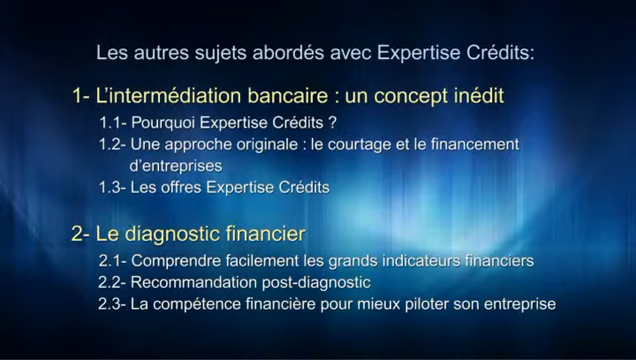 Les autres sujets abordés avec Expertise Crédits:
1- L'intermédiation bancaire : un concept inédit
1.1- Pourquoi Expertise Crédits ?
1.2- Une approche originale : le courtage et le financement
d'entreprises
1.3- Les offres Expertise Crédits
2- Le diagnostic financier
2.1- Comprendre facilement les grands indicateurs financiers
2.2- Recommandation post-diagnostic
2.3- La compétence financière pour mieux piloter son entreprise